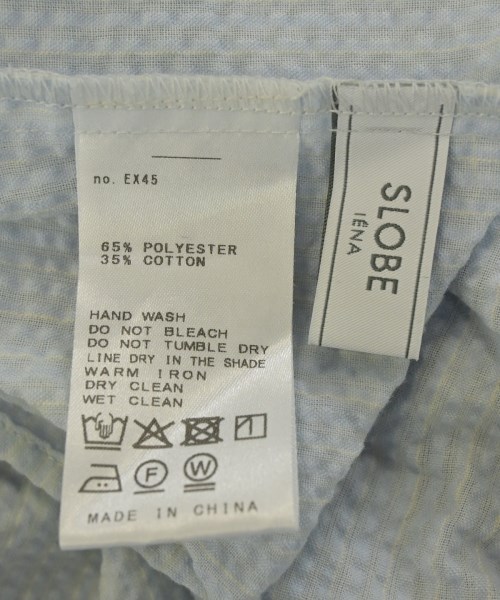 no. EX45
65% POLYESTER
35% COTTON
HAND WASH
DO NOT BLEACH
DO NOT TUMBLE DRY
LINE DRY IN THE SHADE
WARM IRON
DRY CLEAN
WET CLEAN
F W
MADE IN CHINA
SLOBE
IÉNA